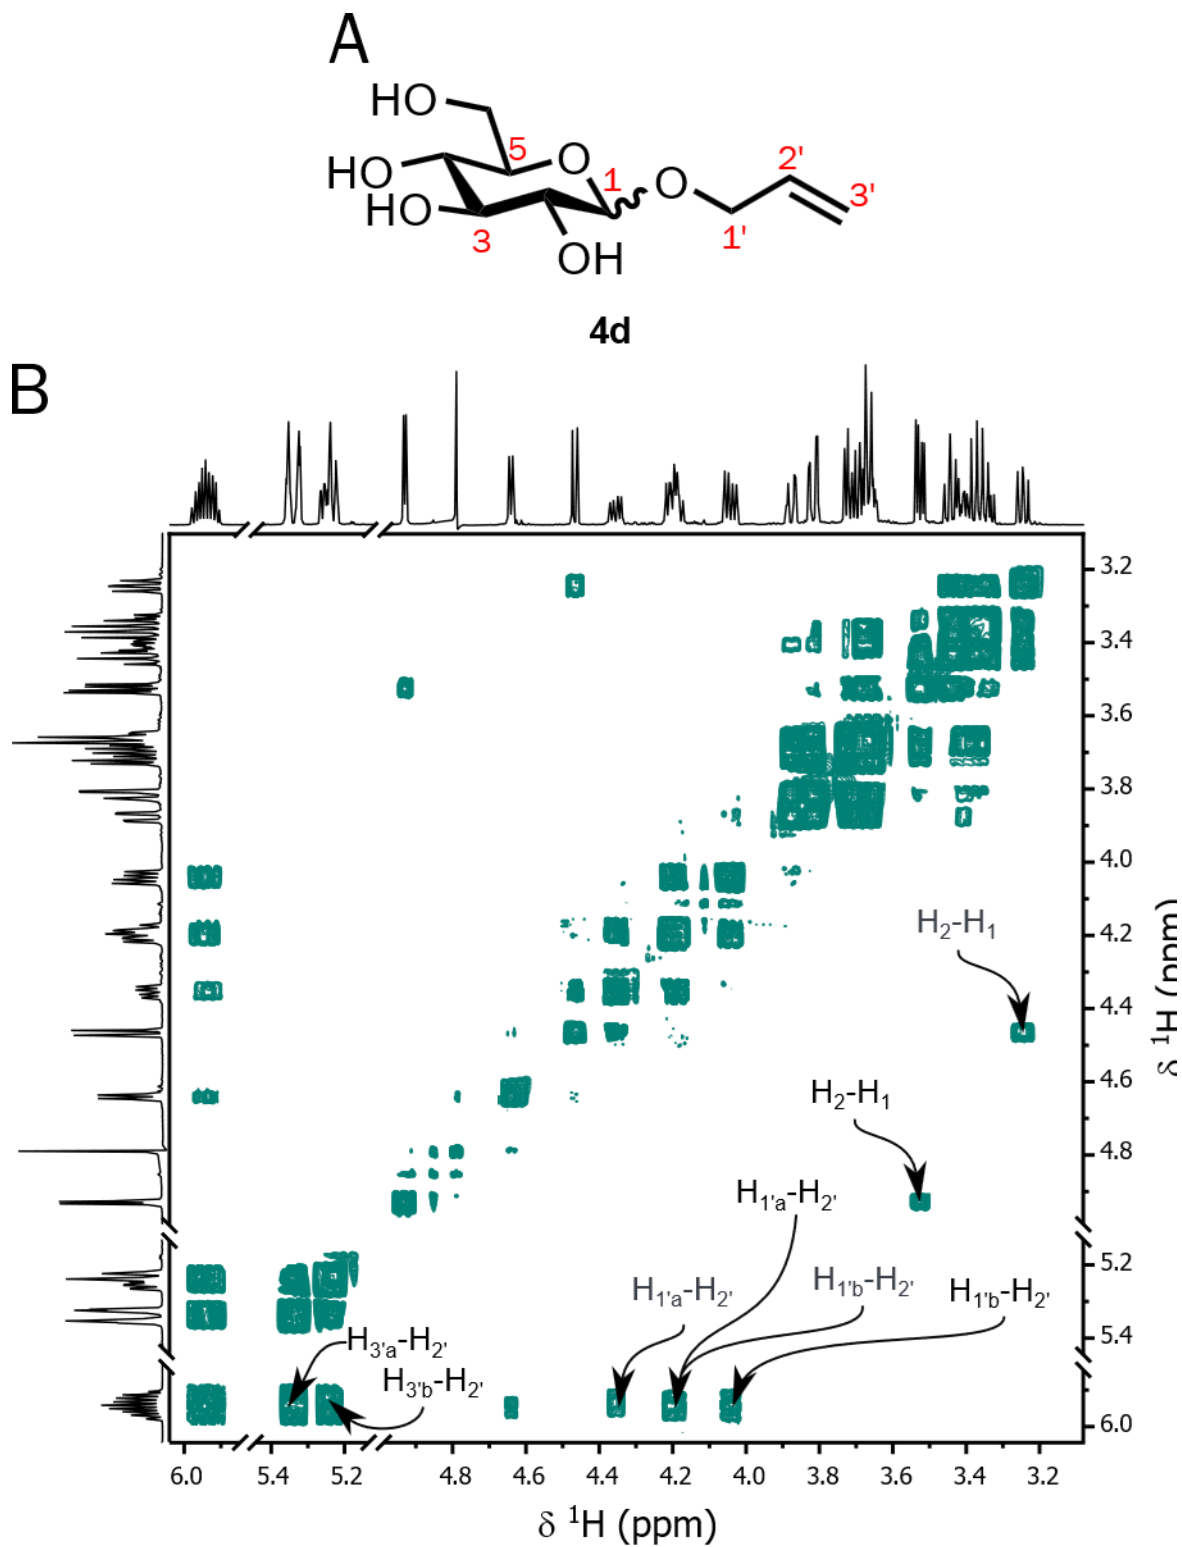 A
HO
5
O
1
O
2'
3'
HO
HO
3
OH
1'
4d
B
3.2
3.4
3.6
3.8
4.0
4.2
4.4
4.6
4.8
5.2
5.4
6.0
δ ¹H (ppm)
H₂-H₁
H₂-H₁
H₁'ₐ-H₂'
H₁'ₐ-H₂'
H₁'b-H₂'
H₁'b-H₂'
H₃'ₐ-H₂'
H₃'b-H₂'
6.0 5.4 5.2 4.8 4.6 4.4 4.2 4.0 3.8 3.6 3.4 3.2
δ ¹H (ppm)